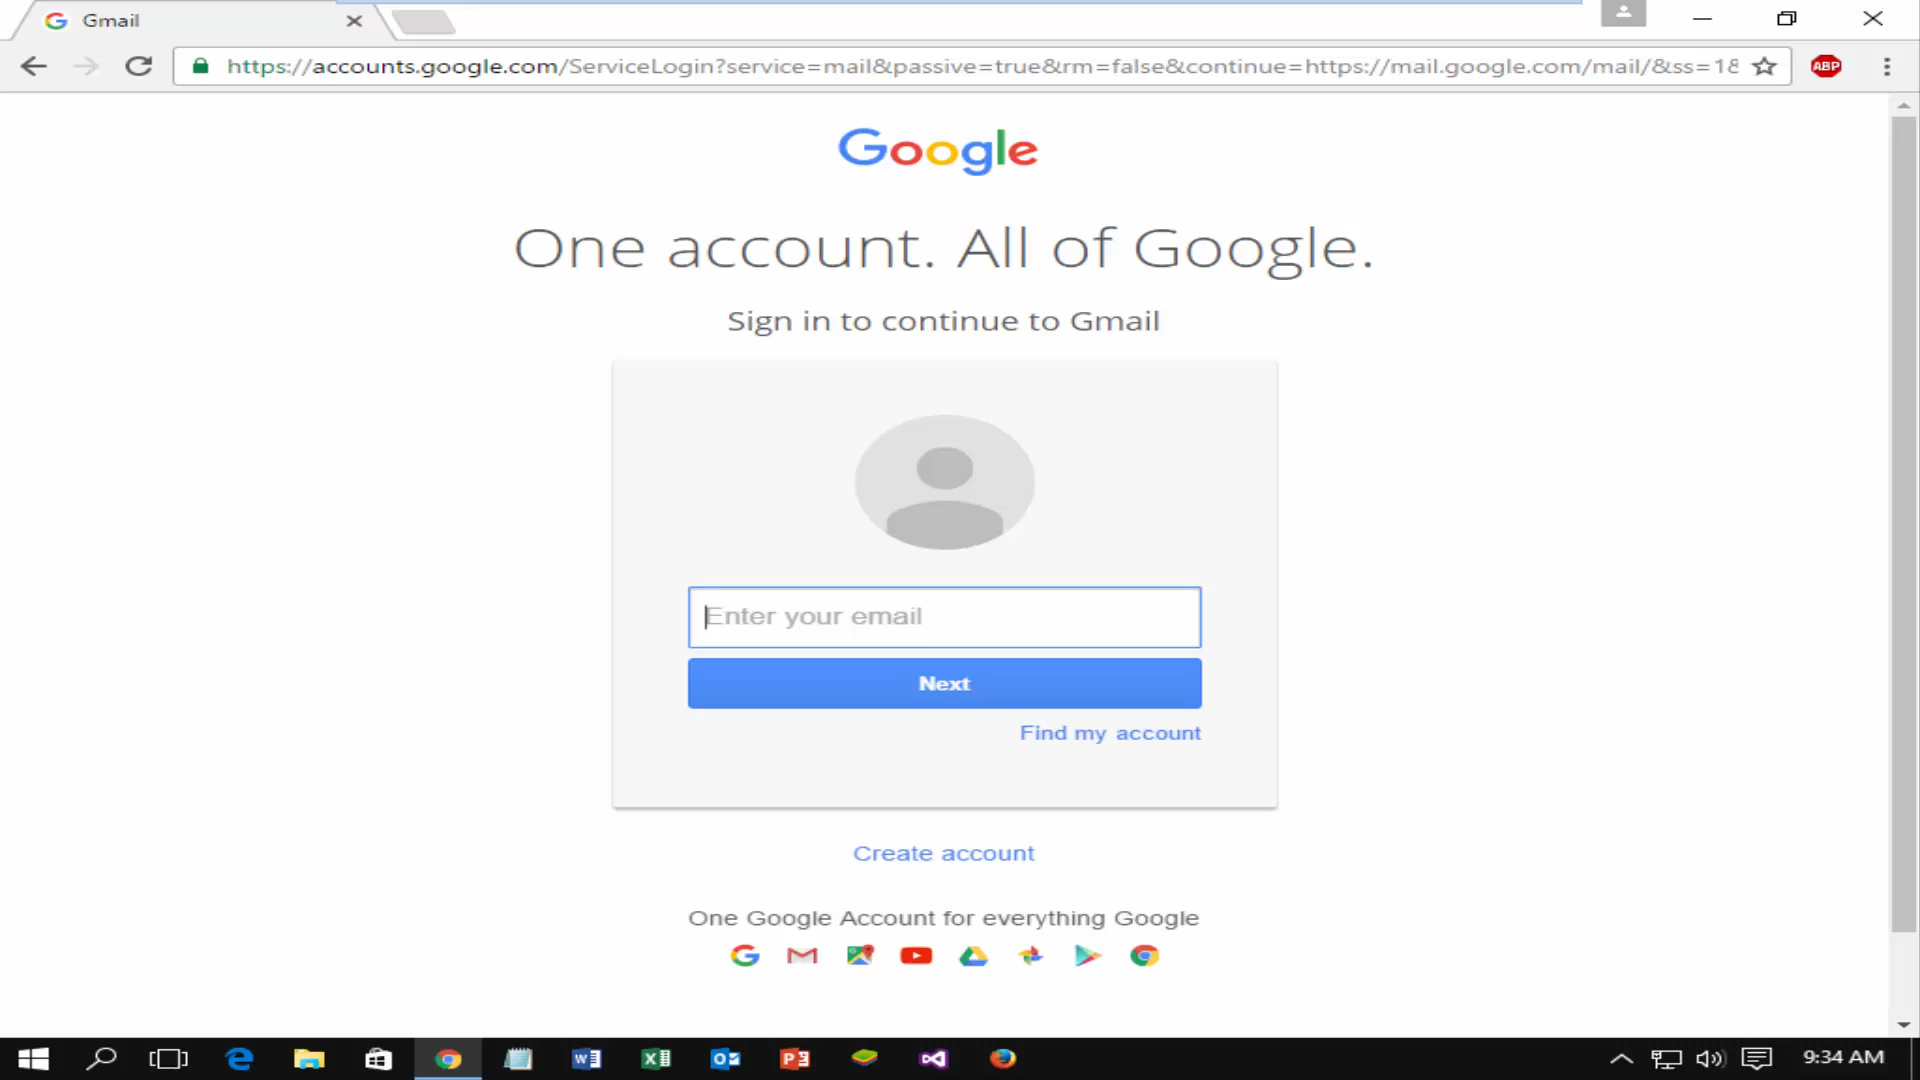 Gmail
https://accounts.google.com/ServiceLogin?service=mail&passive=true&rm=false&continue=https://mail.google.com/mail/&ss=1&
ABP
Google
One account. All of Google.
Sign in to continue to Gmail
Enter your email
Next
Find my account
Create account
One Google Account for everything Google
9:34 AM